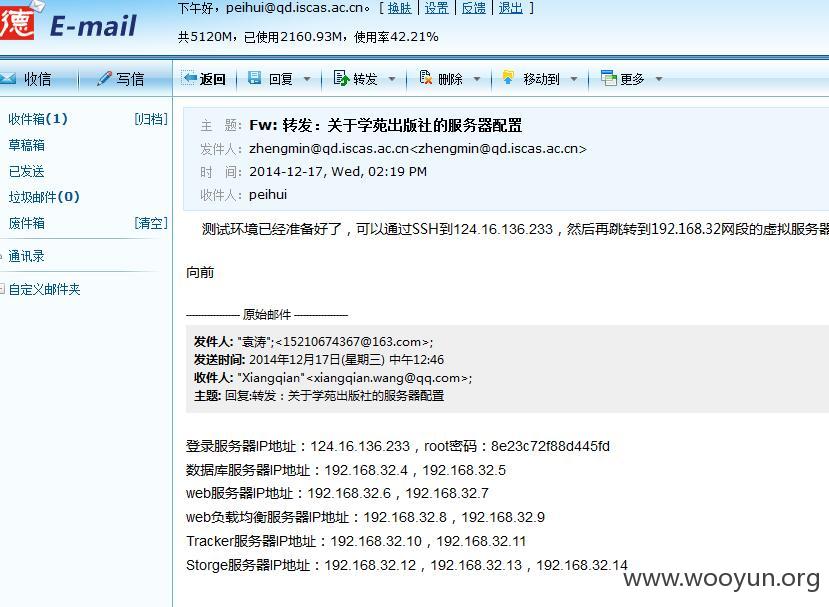 下午好，peihui@qd.iscas.ac.cn。 [ 换肤 | 设置 | 反馈 | 退出 ]
德 E-mail
共5120M，已使用2160.93M，使用率42.21%
收信 写信 返回 回复 转发 删除 移动到 更多
收件箱(1) [归档]
草稿箱
已发送
垃圾邮件(0)
废件箱 [清空]
通讯录
自定义邮件夹
主 题: Fw: 转发：关于学苑出版社的服务器配置
发件人: zhengmin@qd.iscas.ac.cn<zhengmin@qd.iscas.ac.cn>
时 间: 2014-12-17, Wed, 02:19 PM
收件人: peihui
测试环境已经准备好了，可以通过SSH到124.16.136.233，然后再跳转到192.168.32网段的虚拟服务器
向前
------------------ 原始邮件 ------------------
发件人: "袁涛";<15210674367@163.com>;
发送时间: 2014年12月17日(星期三) 中午12:46
收件人: "Xiangqian"<xiangqian.wang@qq.com>;
主题: 回复:转发：关于学苑出版社的服务器配置
登录服务器IP地址：124.16.136.233，root密码：8e23c72f88d445fd
数据库服务器IP地址：192.168.32.4，192.168.32.5
web服务器IP地址：192.168.32.6，192.168.32.7
web负载均衡服务器IP地址：192.168.32.8，192.168.32.9
Tracker服务器IP地址：192.168.32.10，192.168.32.11
Storge服务器IP地址：192.168.32.12，192.168.32.13，192.168.32.14
www.wooyun.org